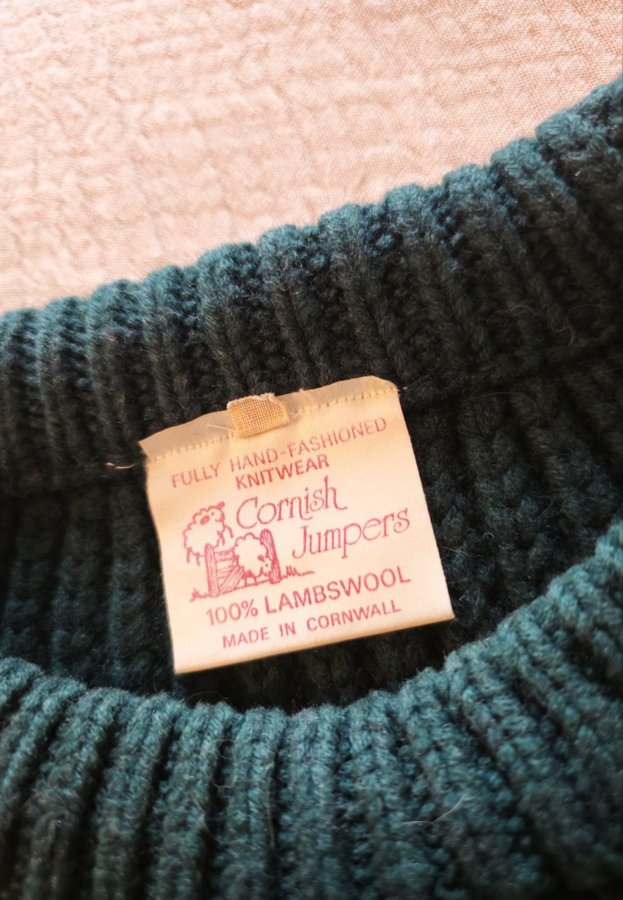 FULLY HAND-FASHIONED
KNITWEAR
Cornish
Jumpers
100% LAMBSWOOL
MADE IN CORNWALL